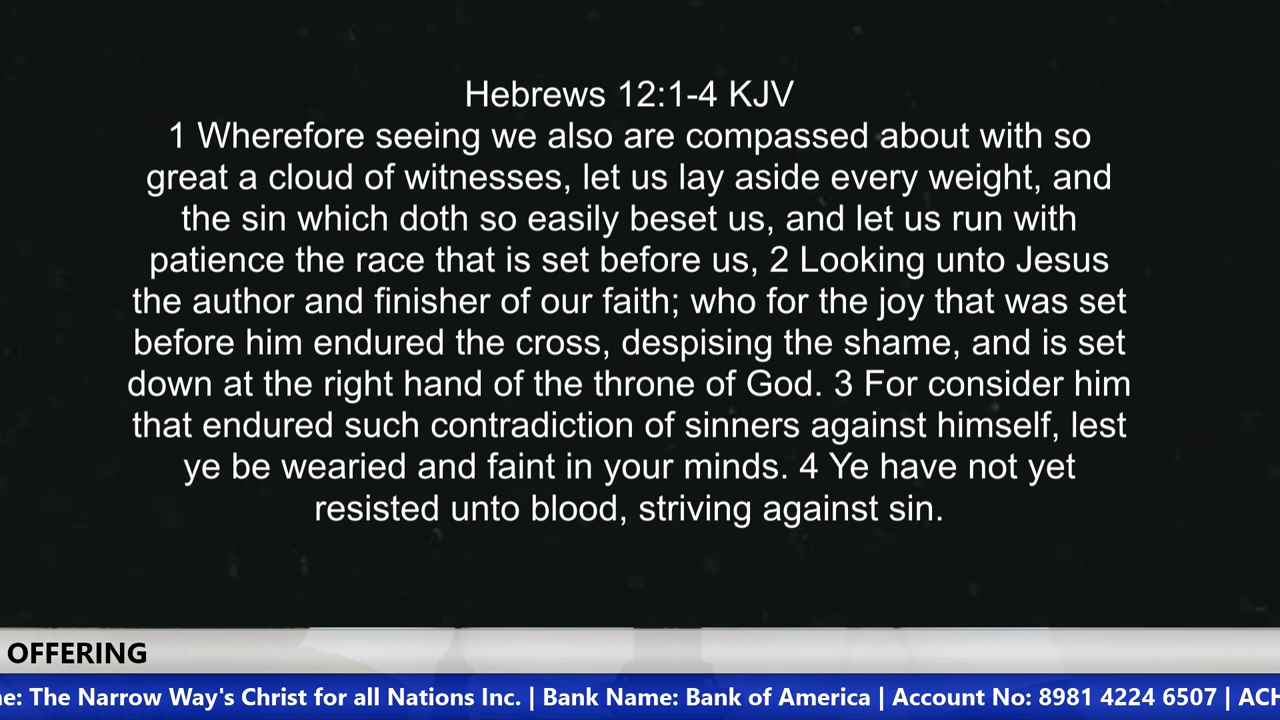 Hebrews 12:1-4 KJV
1 Wherefore seeing we also are compassed about with so
great a cloud of witnesses, let us lay aside every weight, and
the sin which doth so easily beset us, and let us run with
patience the race that is set before us, 2 Looking unto Jesus
the author and finisher of our faith; who for the joy that was set
before him endured the cross, despising the shame, and is set
down at the right hand of the throne of God. 3 For consider him
that endured such contradiction of sinners against himself, lest
ye be wearied and faint in your minds. 4 Ye have not yet
resisted unto blood, striving against sin.
OFFERING
e: The Narrow Way's Christ for all Nations Inc. | Bank Name: Bank of America | Account No: 8981 4224 6507 | ACH